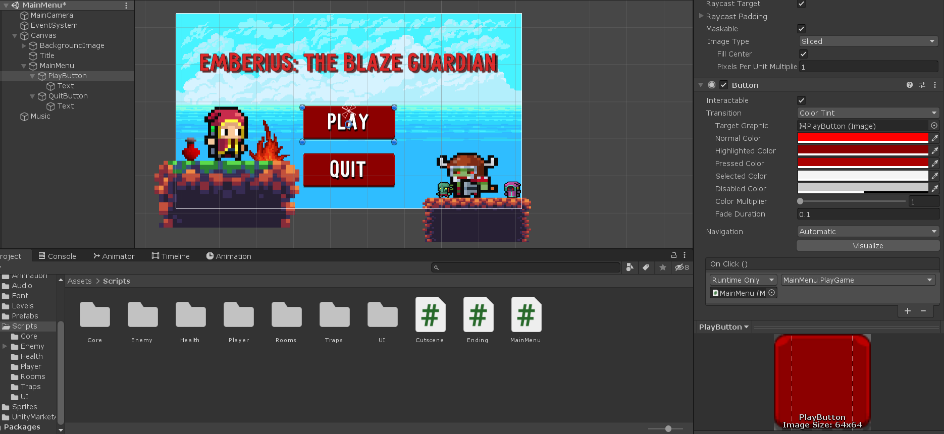 MainMenu*
MainCamera
EventSystem
Canvas
BackgroundImage
Title
MainMenu
PlayButton
Text
QuitButton
Text
Music
EMBERIUS: THE BLAZE GUARDIAN
PLAY
QUIT
Raycast Target
Raycast Padding
Maskable
Image Type
Sliced
Fill Center
Pixels Per Unit Multiplie
1
Button
Interactable
Transition
Color Tint
Target Graphic
PlayButton (Image)
Normal Color
Highlighted Color
Pressed Color
Selected Color
Disabled Color
Color Multiplier
1
Fade Duration
0.1
Navigation
Automatic
Visualize
On Click ()
Runtime Only
MainMenu.PlayGame
MainMenu (M
PlayButton
PlayButton
Image Size: 64x64
roject
Console
Animator
Timeline
Animation
8
Animation
Audio
Font
Levels
Prefabs
Scripts
Core
Enemy
Health
Player
Rooms
Traps
UI
Sprites
UnityMarket
Packages
Assets > Scripts
Core
Enemy
Health
Player
Rooms
Traps
UI
#
Cutscene
#
Ending
#
MainMenu